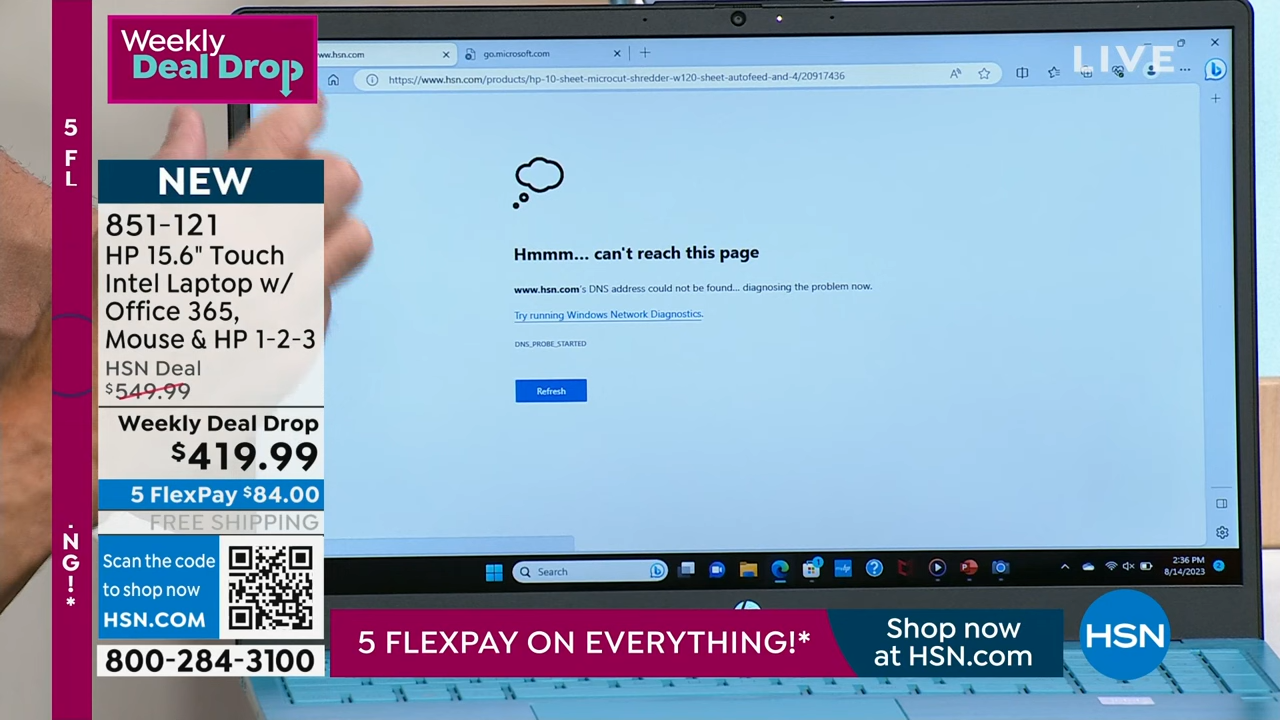 Weekly
Deal Drop
LIVE
5
F
L
.
N
G
!
*
NEW
851-121
HP 15.6" Touch
Intel Laptop w/
Office 365,
Mouse & HP 1-2-3
HSN Deal
$549.99
Weekly Deal Drop
$419.99
5 FlexPay $84.00
FREE SHIPPING
Scan the code
to shop now
HSN.COM
800-284-3100
www.hsn.com
go.microsoft.com
https://www.hsn.com/products/hp-10-sheet-microcut-shredder-w120-sheet-autofeed-and-4/20917436
Hmmm... can't reach this page
www.hsn.com's DNS address could not be found... diagnosing the problem now.
Try running Windows Network Diagnostics.
DNS_PROBE_STARTED
Refresh
Search
2:36 PM
8/14/2023
5 FLEXPAY ON EVERYTHING!*
Shop now
at HSN.com
HSN